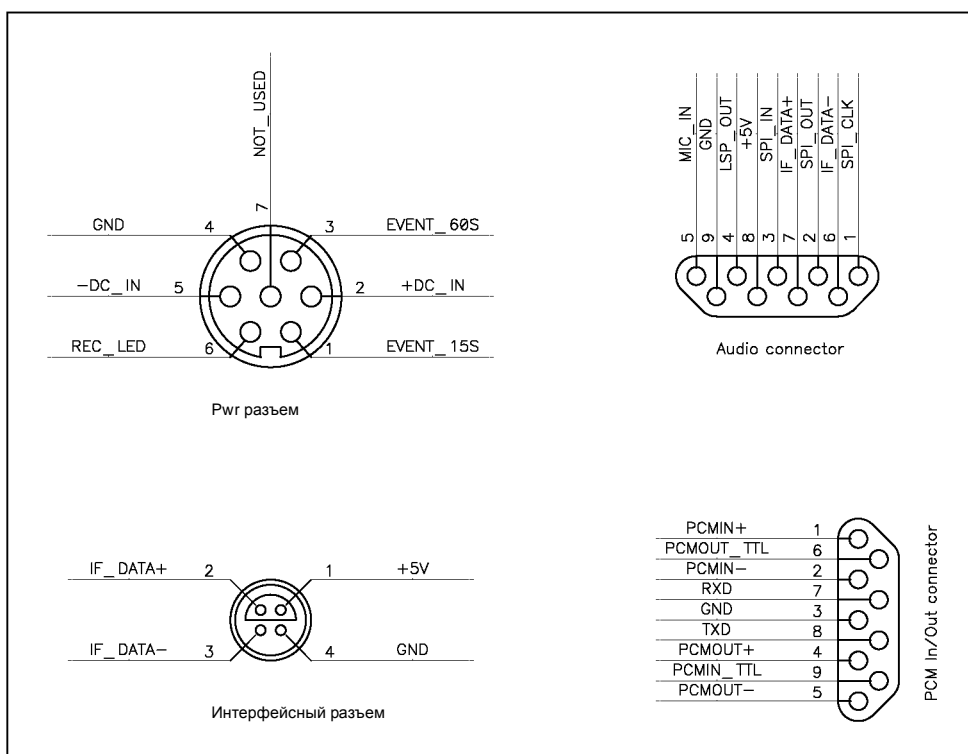 NOT_USED
7
GND 4 3 EVENT_60S
-DC_IN 5 2 +DC_IN
REC_LED 6 1 EVENT_15S
Pwr разъем
MIC_IN
GND
LSP_OUT
+5V
SPI_IN
IF_DATA+
SPI_OUT
IF_DATA-
SPI_CLK
5 9 4 8 3 7 2 6 1
Audio connector
IF_DATA+ 2 1 +5V
IF_DATA- 3 4 GND
Интерфейсный разъем
PCMIN+ 1
PCMOUT_TTL 6
PCMIN- 2
RXD 7
GND 3
TXD 8
PCMOUT+ 4
PCMIN_TTL 9
PCMOUT- 5
PCM In/Out connector